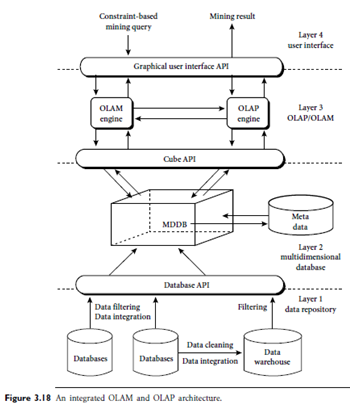 Constraint-based
mining query
Mining result
Layer 4
user interface
Graphical user interface API
OLAM
engine
OLAP
engine
Layer 3
OLAP/OLAM
Cube API
MDDB
Meta
data
Layer 2
multidimensional
database
Database API
Layer 1
data repository
Data filtering
Data integration
Filtering
Databases
Databases
Data cleaning
Data integration
Data
warehouse
Figure 3.18 An integrated OLAM and OLAP architecture.